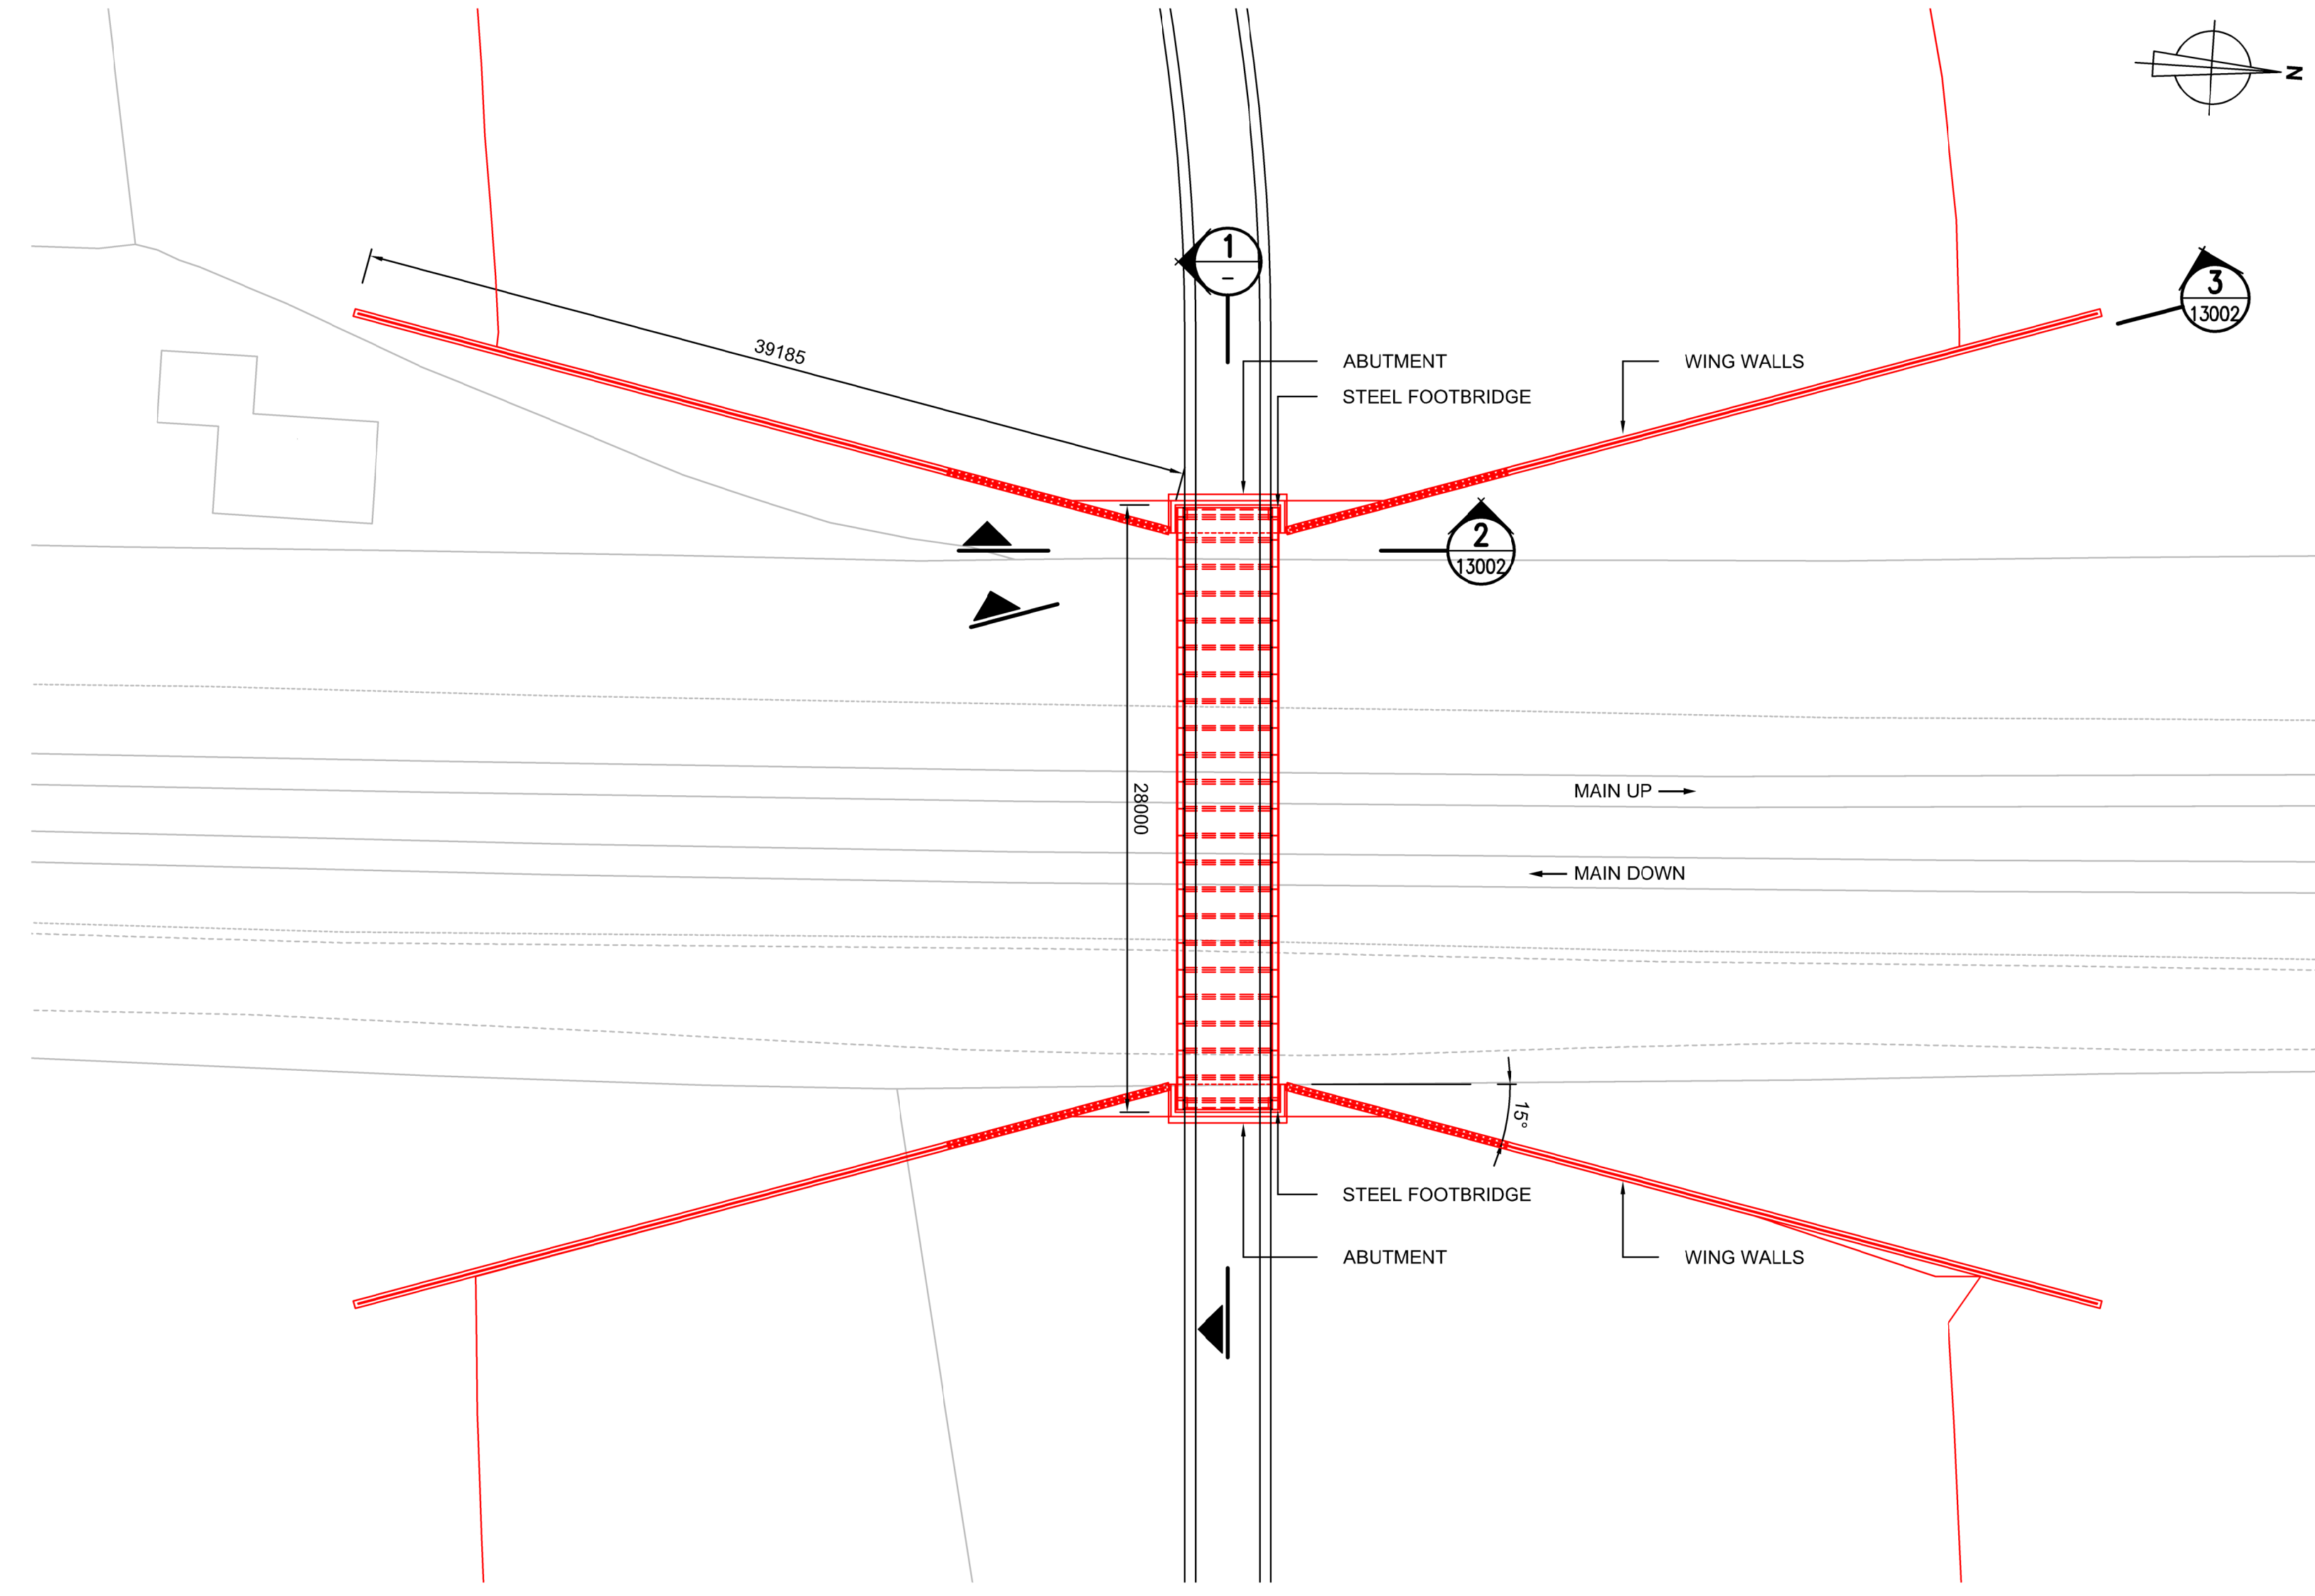 N
1
–
3
13002
39185
ABUTMENT
WING WALLS
STEEL FOOTBRIDGE
2
13002
28000
MAIN UP
MAIN DOWN
15°
STEEL FOOTBRIDGE
ABUTMENT
WING WALLS